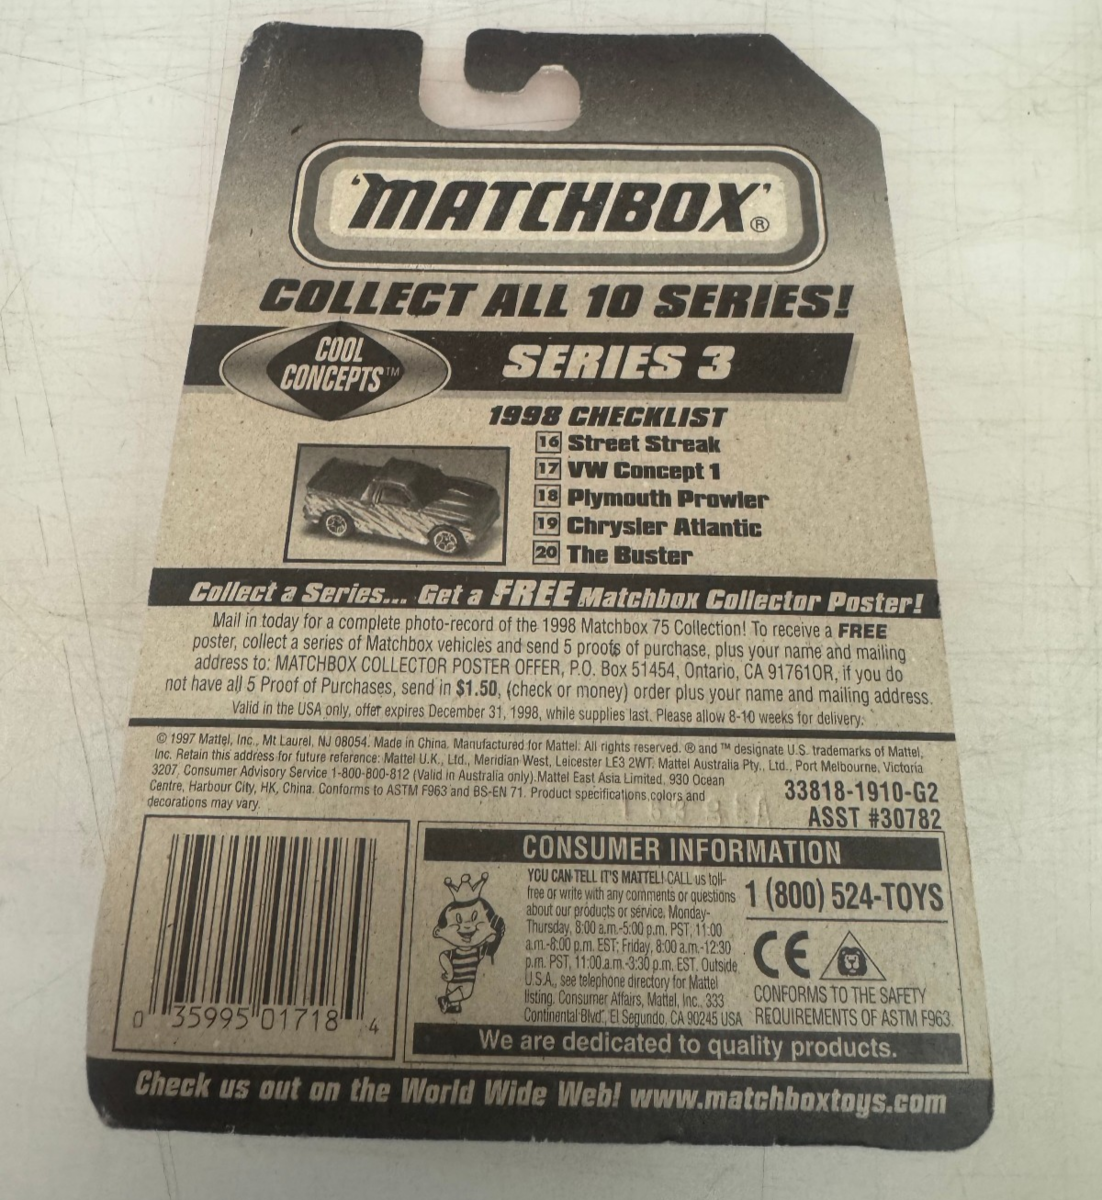 'MATCHBOX'®
COLLECT ALL 10 SERIES!
COOL
CONCEPTS™
SERIES 3
1998 CHECKLIST
16 Street Streak
17 VW Concept 1
18 Plymouth Prowler
19 Chrysler Atlantic
20 The Buster
Collect a Series... Get a FREE Matchbox Collector Poster!
Mail in today for a complete photo-record of the 1998 Matchbox 75 Collection! To receive a FREE
poster, collect a series of Matchbox vehicles and send 5 proofs of purchase, plus your name and mailing
address to: MATCHBOX COLLECTOR POSTER OFFER, P.O. Box 51454, Ontario, CA 91761OR, if you do
not have all 5 Proof of Purchases, send in $1.50, (check or money) order plus your name and mailing address.
Valid in the USA only, offer expires December 31, 1998, while supplies last. Please allow 8-10 weeks for delivery.
© 1997 Mattel, Inc., Mt Laurel, NJ 08054. Made in China. Manufactured for Mattel. All rights reserved. ® and ™ designate U.S. trademarks of Mattel,
Inc. Retain this address for future reference: Mattel U.K., Ltd., Meridian West, Leicester LE3 2WT. Mattel Australia Pty., Ltd., Port Melbourne, Victoria
3207. Consumer Advisory Service 1-800-800-812 (Valid in Australia only). Mattel East Asia Limited, 930 Ocean
Centre, Harbour City, HK, China. Conforms to ASTM F963 and BS-EN 71. Product specifications, colors and
decorations may vary.
33818-1910-G2
ASST #30782
CONSUMER INFORMATION
YOU CAN TELL IT'S MATTEL! CALL us toll-
free or write with any comments or questions
about our products or service. Monday-
Thursday, 8:00 a.m.-5:00 p.m. PST, 11:00
a.m.-8:00 p.m. EST; Friday, 8:00 a.m.-12:30
p.m. PST, 11:00 a.m.-3:30 p.m. EST. Outside
U.S.A., see telephone directory for Mattel
listing. Consumer Affairs, Mattel, Inc., 333
Continental Blvd., El Segundo, CA 90245 USA
1 (800) 524-TOYS
CE
CONFORMS TO THE SAFETY
REQUIREMENTS OF ASTM F963.
We are dedicated to quality products.
0 35995 01718 4
Check us out on the World Wide Web! www.matchboxtoys.com